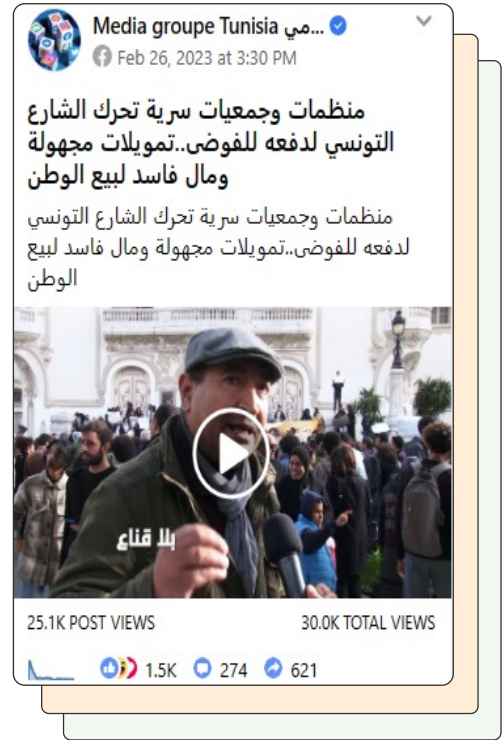 Media groupe Tunisia مي...
Feb 26, 2023 at 3:30 PM
منظمات وجمعيات سرية تحرك الشارع
التونسي لدفعه للفوضى..تمويلات مجهولة
ومال فاسد لبيع الوطن
منظمات وجمعيات سرية تحرك الشارع التونسي
لدفعه للفوضى..تمويلات مجهولة ومال فاسد لبيع
الوطن
بلا قناع
25.1K POST VIEWS 30.0K TOTAL VIEWS
1.5K 274 621